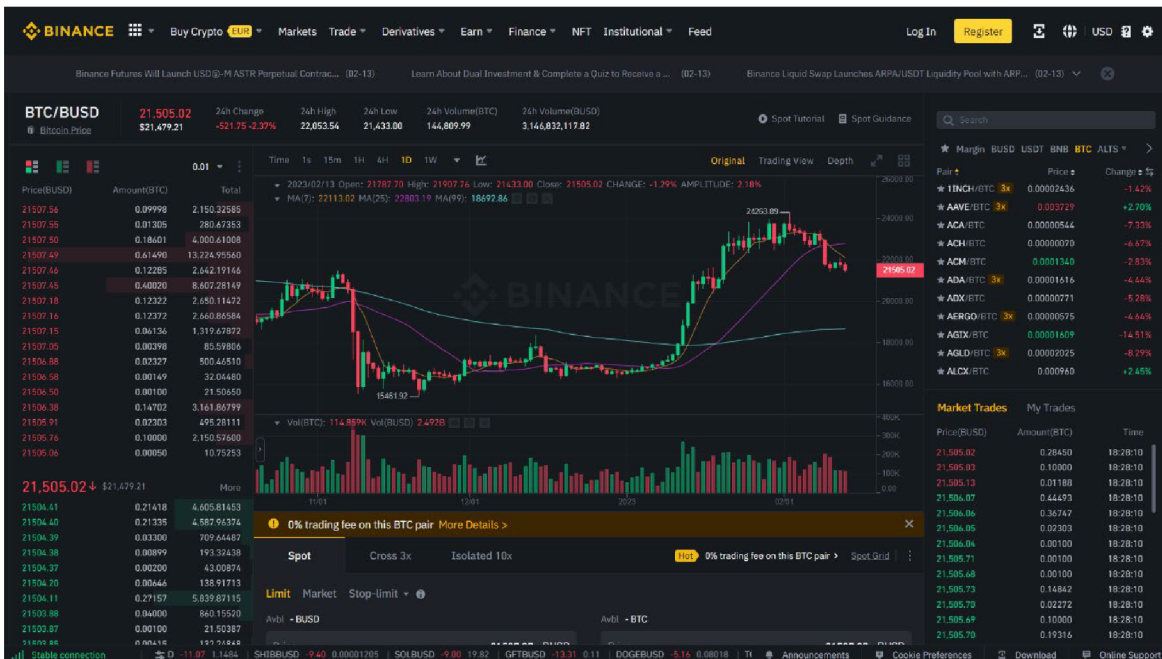 BINANCE Buy Crypto EUR Markets Trade Derivatives Earn Finance NFT Institutional Feed Log In Register USD
Binance Futures Will Launch USD®-M ASTR Perpetual Contrac... (02-13) Learn About Dual Investment & Complete a Quiz to Receive a ... (02-13) Binance Liquid Swap Launches ARPA/USDT Liquidity Pool with ARP... (02-13)
BTC/BUSD 21,505.02 24h Change 24h High 24h Low 24h Volume(BTC) 24h Volume(BUSD)
Bitcoin Price $21,479.21 -521.75 -2.37% 22,053.54 21,433.00 144,809.99 3,146,832,117.82
Spot Tutorial Spot Guidance
0.01
Price(BUSD) Amount(BTC) Total
21507.56 0.09998 2,150.32585
21507.55 0.01305 280.67353
21507.50 0.18601 4,000.61008
21507.49 0.61490 13,224.95560
21507.46 0.12285 2,642.19146
21507.45 0.40020 8,607.28149
21507.18 0.12322 2,650.11472
21507.16 0.12372 2,660.86584
21507.15 0.06136 1,319.67872
21507.05 0.00398 85.59806
21506.88 0.02327 500.46510
21506.58 0.00149 32.04480
21506.50 0.00100 21.50650
21506.38 0.14702 3,161.86799
21505.91 0.02303 495.28111
21505.76 0.10000 2,150.57600
21505.06 0.00050 10.75253
21,505.02↓ $21,479.21 More
21504.41 0.21418 4,605.81453
21504.40 0.21335 4,587.96374
21504.39 0.03300 709.64487
21504.38 0.00899 193.32438
21504.37 0.00200 43.00874
21504.20 0.00646 138.91713
21504.11 0.27157 5,839.87115
21503.88 0.04000 860.15520
21503.87 0.00100 21.50387
Time 1s 15m 1H 4H 1D 1W Original Trading View Depth
2023/02/13 Open: 21787.70 High: 21907.76 Low: 21433.00 Close: 21505.02 CHANGE: -1.29% AMPLITUDE: 2.18%
MA(7): 22113.02 MA(25): 22803.19 MA(99): 18692.86
26000.00
24263.89
24000.00
22000.00
21505.02
BINANCE
20000.00
18000.00
16000.00
15461.92
Vol(BTC): 114.859K Vol(BUSD) 2.492B
400K
300K
200K
100K
0.00
11/01 12/01 2023 02/01
0% trading fee on this BTC pair More Details >
Spot Cross 3x Isolated 10x Hot 0% trading fee on this BTC pair > Spot Grid
Limit Market Stop-limit
Avbl - BUSD Avbl - BTC
Search
Margin BUSD USDT BNB BTC ALTS
Pair Price Change
1INCH/BTC 3x 0.00002436 -1.42%
AAVE/BTC 3x 0.003729 +2.70%
ACA/BTC 0.00000544 -7.33%
ACH/BTC 0.00000070 -6.67%
ACM/BTC 0.0001340 -2.83%
ADA/BTC 3x 0.00001616 -4.44%
ADX/BTC 0.00000771 -5.28%
AERGO/BTC 3x 0.00000575 -4.64%
AGIX/BTC 0.00001609 -14.51%
AGLD/BTC 3x 0.00002025 -8.29%
ALCX/BTC 0.000960 +2.45%
Market Trades My Trades
Price(BUSD) Amount(BTC) Time
21,505.02 0.28450 18:28:10
21,505.03 0.10000 18:28:10
21,505.13 0.01188 18:28:10
21,506.07 0.44493 18:28:10
21,506.06 0.36747 18:28:10
21,506.05 0.02303 18:28:10
21,506.04 0.00100 18:28:10
21,505.71 0.00100 18:28:10
21,505.68 0.00100 18:28:10
21,505.73 0.14842 18:28:10
21,505.70 0.02272 18:28:10
21,505.69 0.10000 18:28:10
21,505.70 0.19316 18:28:10
Stable connection -11.07 1.1484 SHIBBUSD -9.40 0.00001205 SOLBUSD -9.00 19.82 GFTBUSD -13.31 0.11 DOGEBUSD -5.16 0.08018 Announcements Cookie Preferences Download Online Support